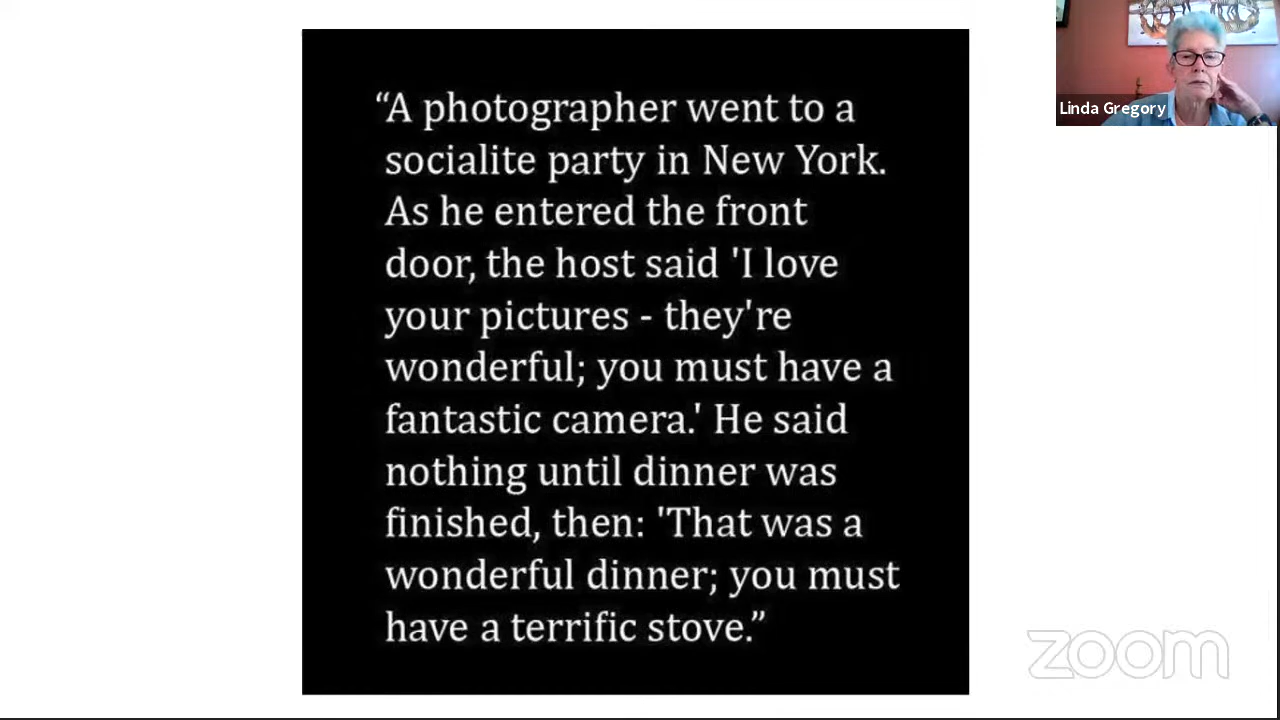 “A photographer went to a
socialite party in New York.
As he entered the front
door, the host said 'I love
your pictures - they're
wonderful; you must have a
fantastic camera.' He said
nothing until dinner was
finished, then: 'That was a
wonderful dinner; you must
have a terrific stove.”
Linda Gregory
zoom